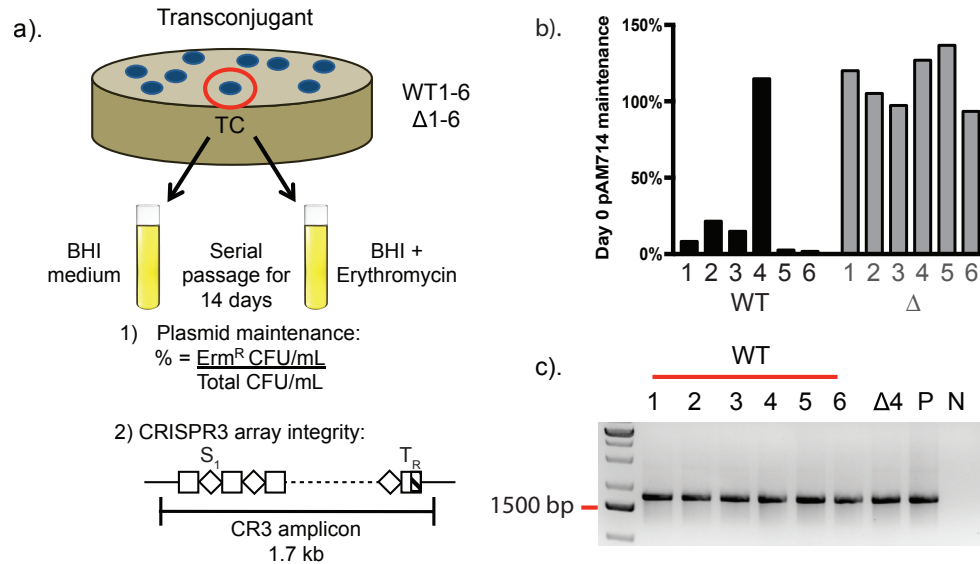 a).
Transconjugant
WT1-6
Δ1-6
TC
BHI
medium
Serial
passage for
14 days
BHI +
Erythromycin
1) Plasmid maintenance:
% = Ermᴿ CFU/mL
Total CFU/mL
2) CRISPR3 array integrity:
S₁ T_R
CR3 amplicon
1.7 kb
b).
Day 0 pAM714 maintenance
150%
100%
50%
0%
1 2 3 4 5 6 1 2 3 4 5 6
WT Δ
c).
WT
1 2 3 4 5 6 Δ4 P N
1500 bp